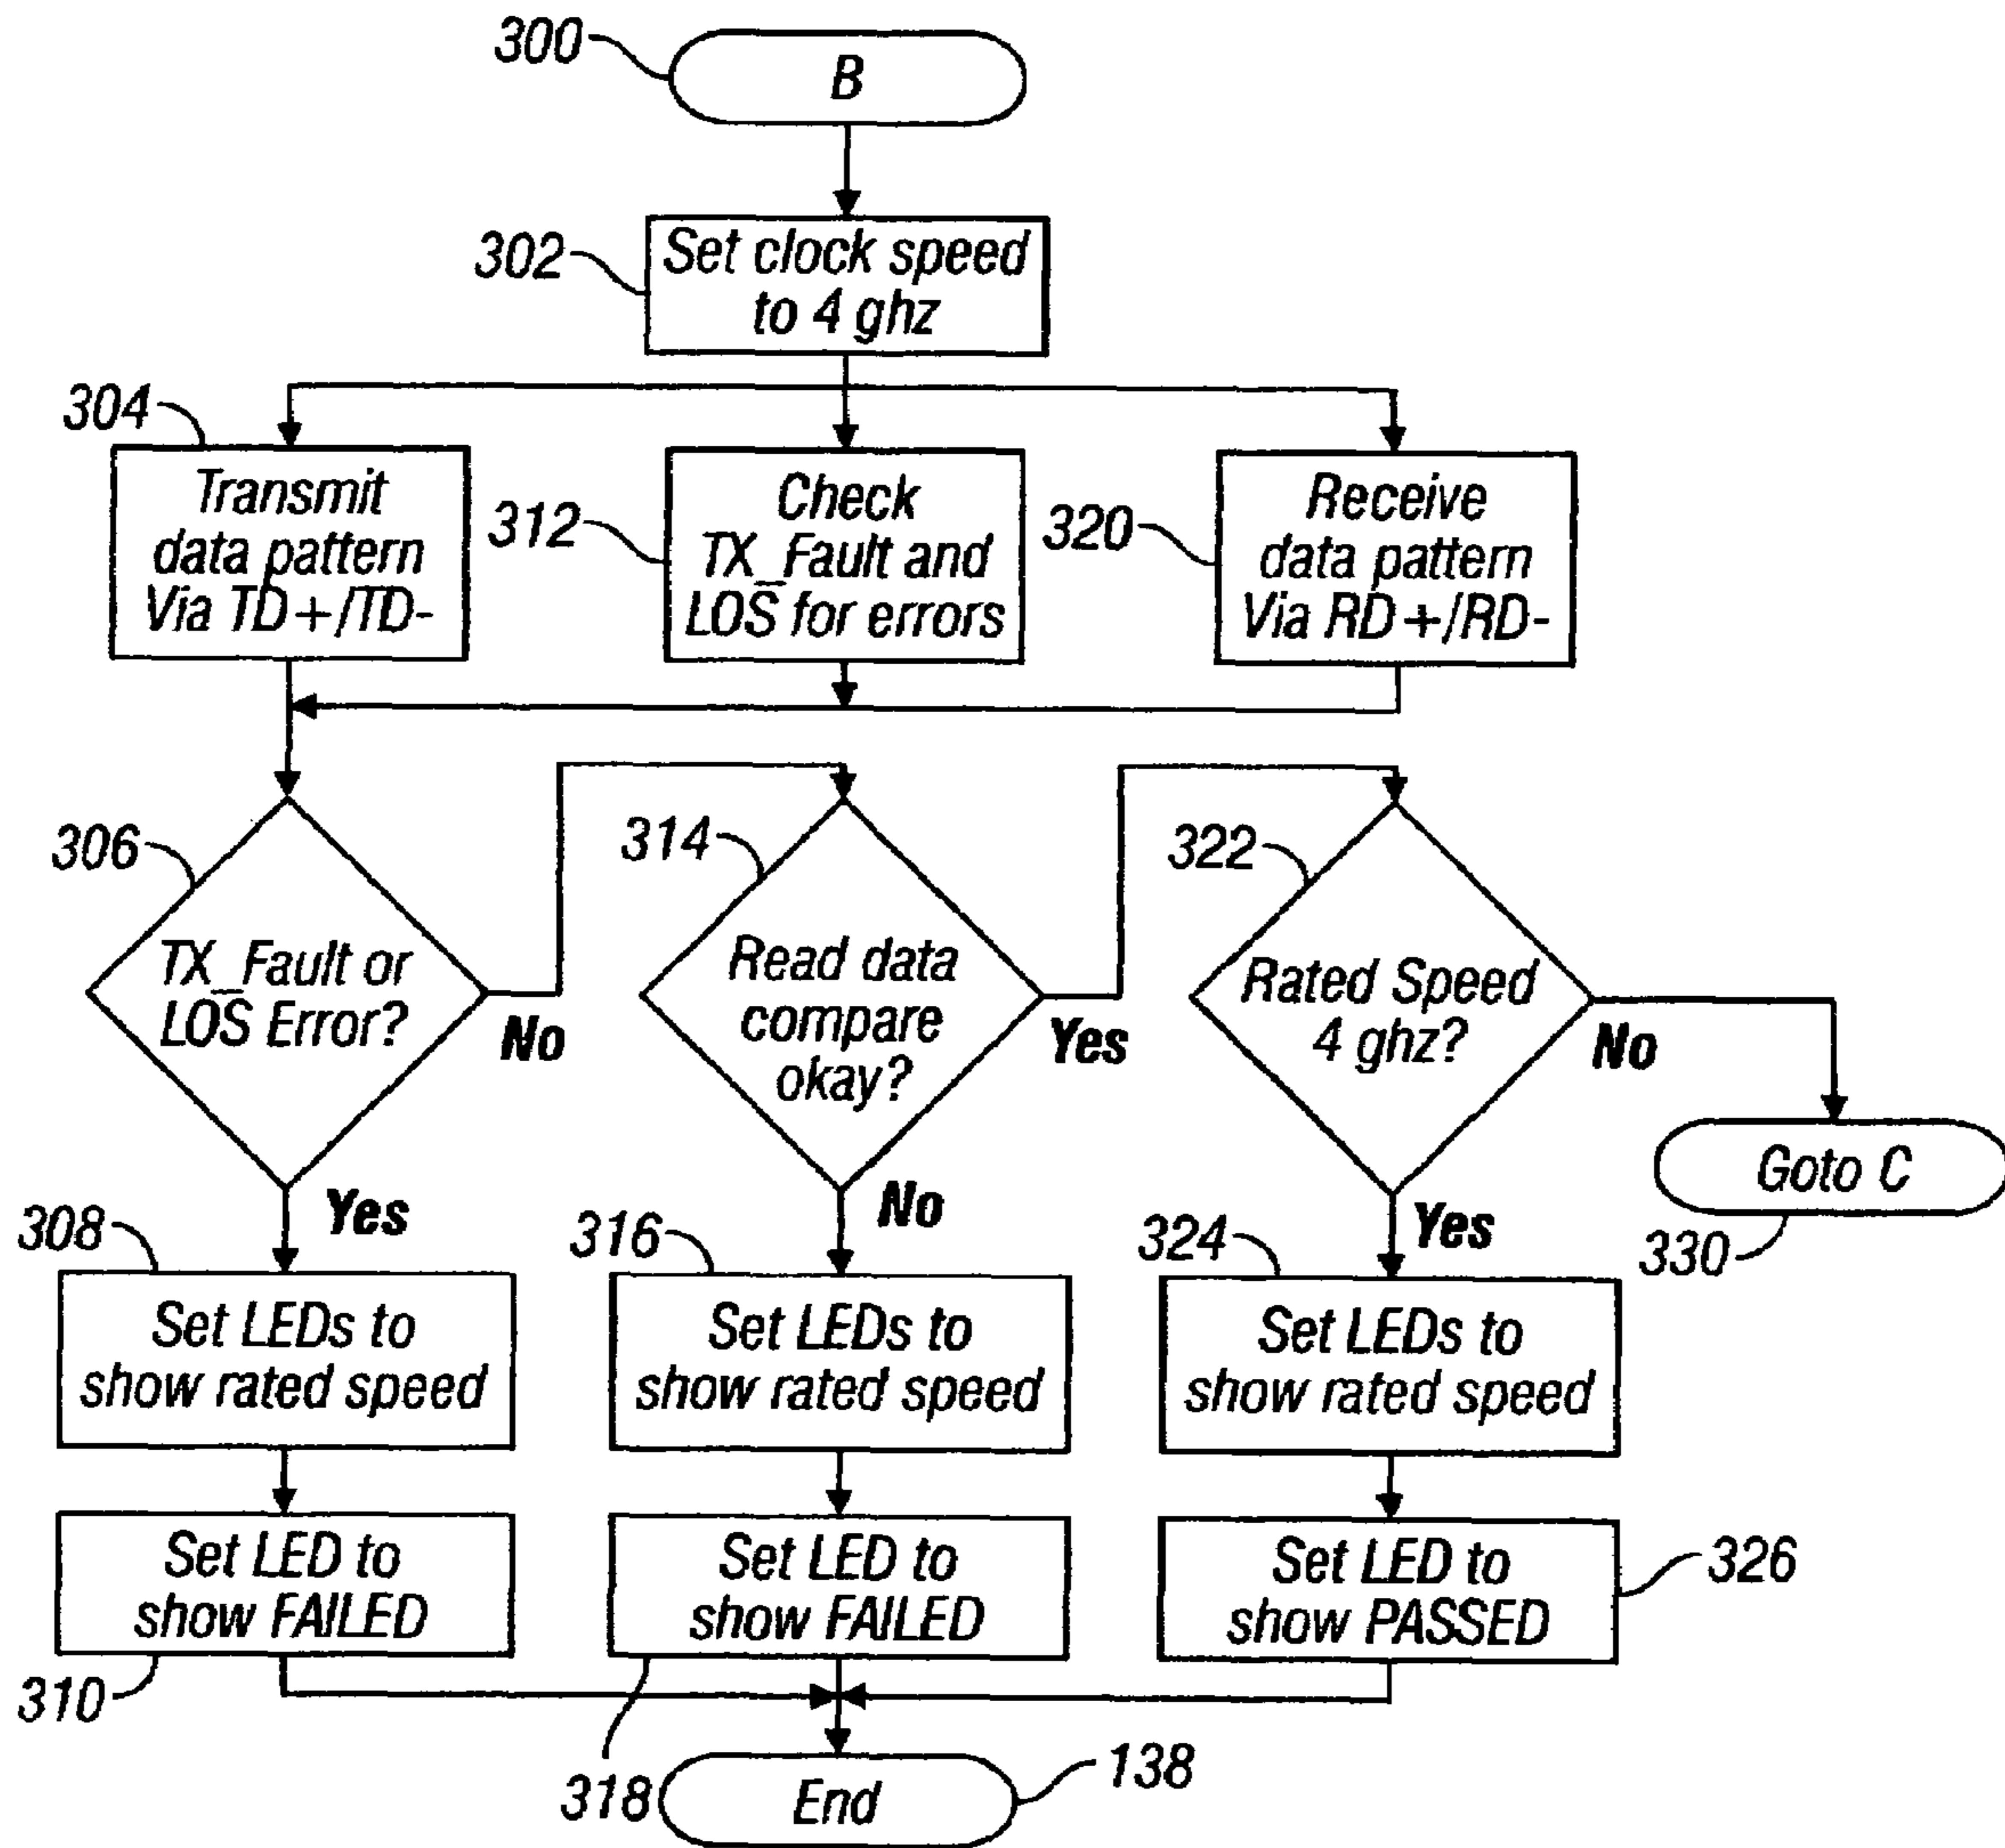 300
B
302
Set clock speed
to 4 ghz
304
Transmit
data pattern
Via TD+/TD-
312
Check
TX_Fault and
LOS for errors
320
Receive
data pattern
Via RD+/RD-
306
TX_Fault or
LOS Error?
No
Yes
314
Read data
compare
okay?
Yes
No
322
Rated Speed
4 ghz?
No
Yes
Goto C
330
308
Set LEDs to
show rated speed
316
Set LEDs to
show rated speed
324
Set LEDs to
show rated speed
Set LED to
show FAILED
310
Set LED to
show FAILED
318
Set LED to
show PASSED
326
End
138